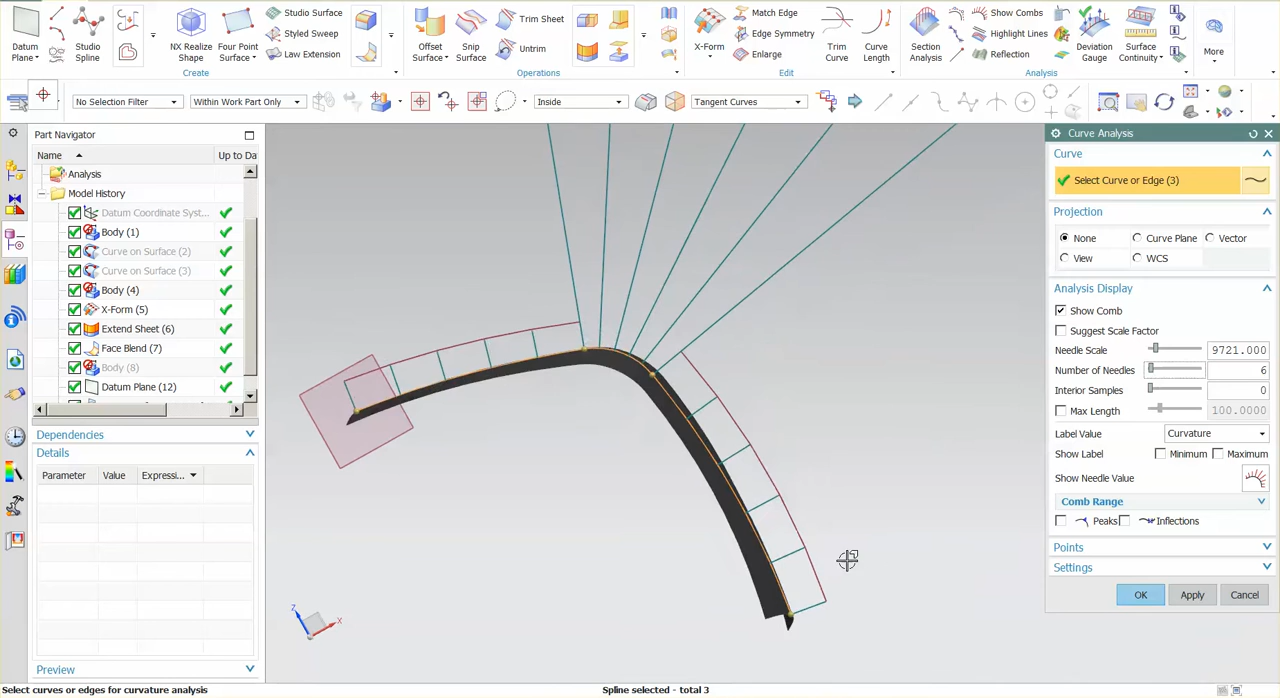 Datum Plane
Studio Spline
NX Realize Shape
Four Point Surface
Studio Surface
Styled Sweep
Law Extension
Create
Offset Surface
Snip Surface
Trim Sheet
Untrim
Operations
X-Form
Match Edge
Edge Symmetry
Enlarge
Trim Curve
Curve Length
Edit
Section Analysis
Show Combs
Highlight Lines
Reflection
Deviation Gauge
Surface Continuity
Analysis
More
No Selection Filter
Within Work Part Only
Inside
Tangent Curves
Part Navigator
Name
Up to Da
Analysis
Model History
Datum Coordinate Syst...
Body (1)
Curve on Surface (2)
Curve on Surface (3)
Body (4)
X-Form (5)
Extend Sheet (6)
Face Blend (7)
Body (8)
Datum Plane (12)
Dependencies
Details
Parameter Value Expressi...
Preview
Z
X
Curve Analysis
Curve
Select Curve or Edge (3)
Projection
None Curve Plane Vector
View WCS
Analysis Display
Show Comb
Suggest Scale Factor
Needle Scale 9721.000
Number of Needles 6
Interior Samples 0
Max Length 100.0000
Label Value Curvature
Show Label Minimum Maximum
Show Needle Value
Comb Range
Peaks Inflections
Points
Settings
OK Apply Cancel
Select curves or edges for curvature analysis
Spline selected - total 3